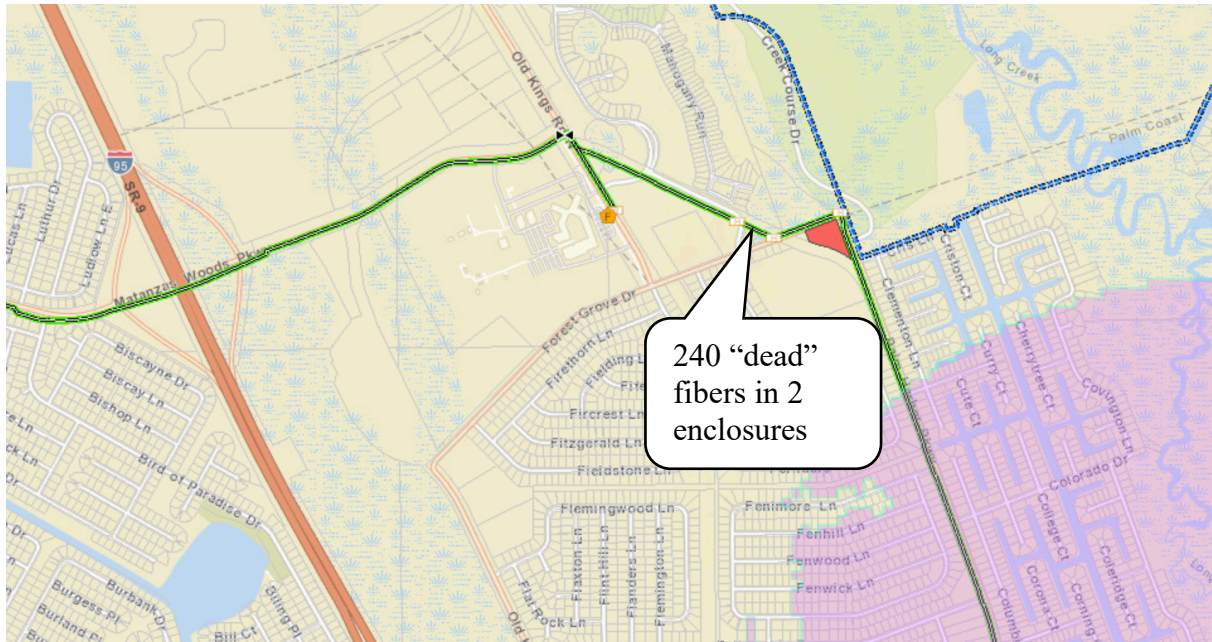 Old Kings R
Mahogany Run
Creek Course Dr
Long Creek
Palm Coast
95
SR-9
Lucas Ln
Luthur Dr
Ludlow Ln E
Matanzas Woods Pkw
F
Criston Ct
Clementon Ln
Forest Grove Dr
Firethorn Ln
Fielding L
Fircrest Ln
Fitzgerald Ln
Fieldstone Ln
240 “dead”
fibers in 2
enclosures
Curry Ct
Cute Ct
Cherrytree Ct
Covington Ln
Colorado Dr
College Ct
Coleridge Ct
Corona Ct
Biscayne Dr
Biscay Ln
Bishop Ln
Bird of Paradise Dr
Flemingwood Ln
Fenimore Ln
Fenhill Ln
Fenwood Ln
Fenwick Ln
Flaxton Ln
Flint Hill Ln
Flanders Ln
Flemington Ln
Flat Rock Ln
Burbank Dr
Burgess Pl
Burland Pl
Bill Ct
Billing Pl